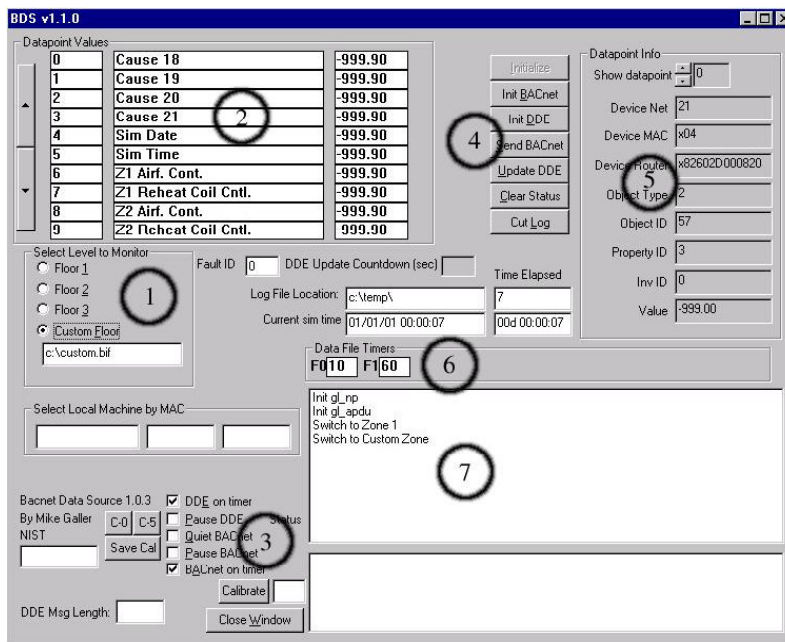 BDS v1.1.0
Datapoint Values
0 Cause 18 -999.90
1 Cause 19 -999.90
2 Cause 20 -999.90
3 Cause 21 -999.90
4 Sim Date -999.90
5 Sim Time -999.90
6 Z1 Airf. Cont. -999.90
7 Z1 Reheat Coil Cntl. -999.90
8 Z2 Airf. Cont. -999.90
9 Z2 Reheat Coil Cntl. -999.90
2
Initialize
Init BACnet
Init DDE
Send BACnet
Update DDE
Clear Status
Cut Log
4
Datapoint Info
Show datapoint 0
Device Net 21
Device MAC x04
Device Router x82602D000820
Object Type 2
Object ID 57
Property ID 3
Inv ID 0
Value -999.00
5
Select Level to Monitor
Floor 1
Floor 2
Floor 3
Custom Floor
c:\custom.bif
1
Fault ID 0 DDE Update Countdown (sec)
Time Elapsed
Log File Location: c:\temp\ 7
Current sim time 01/01/01 00:00:07 00d 00:00:07
Data File Timers
F0 10 F1 60
6
Select Local Machine by MAC
Init gl_np
Init gl_apdu
Switch to Zone 1
Switch to Custom Zone
7
Bacnet Data Source 1.0.3
By Mike Galler
NIST
C-0 C-5
Save Cal
DDE on timer
Pause DDE Status
Quiet BACnet
Pause BACnet
BACnet on timer
3
Calibrate
DDE Msg Length:
Close Window